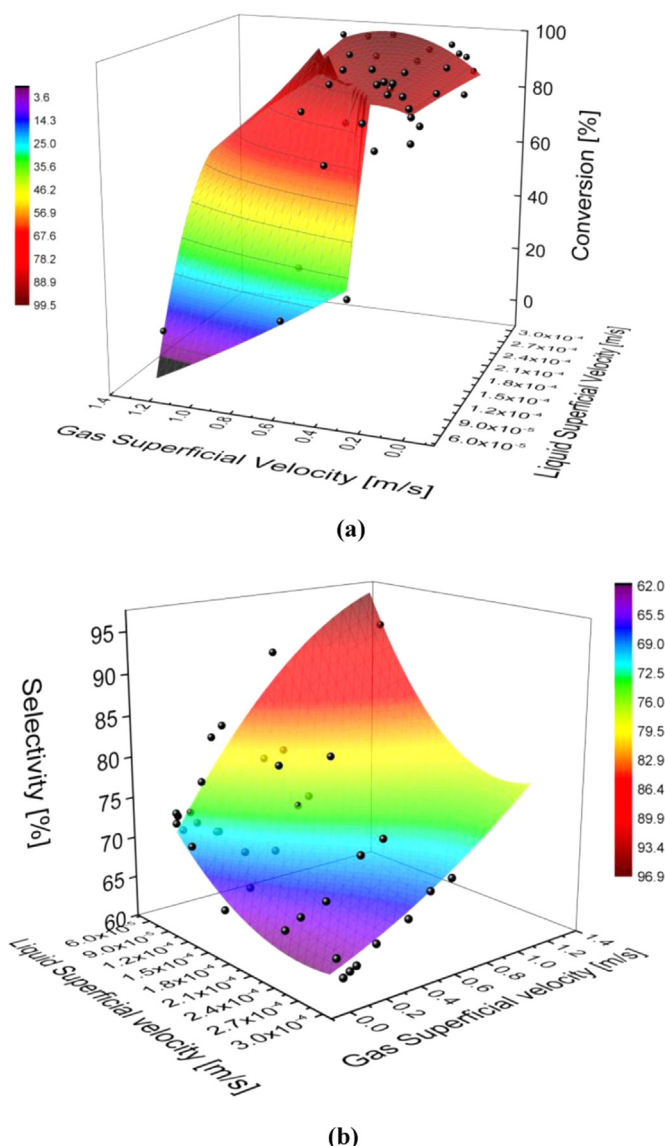 100
80
60
40
20
0
Conversion [%]
3.6
14.3
25.0
35.6
46.2
56.9
67.6
78.2
88.9
99.5
3.0x10⁻⁴
2.7x10⁻⁴
2.4x10⁻⁴
2.1x10⁻⁴
1.8x10⁻⁴
1.5x10⁻⁴
1.2x10⁻⁴
9.0x10⁻⁵
6.0x10⁻⁵
Liquid Superficial Velocity [m/s]
1.4
1.2
1.0
0.8
0.6
0.4
0.2
0.0
Gas Superficial Velocity [m/s]
(a)
95
90
85
80
75
70
65
60
Selectivity [%]
62.0
65.5
69.0
72.5
76.0
79.5
82.9
86.4
89.9
93.4
96.9
6.0x10⁻⁵
9.0x10⁻⁵
1.2x10⁻⁴
1.5x10⁻⁴
1.8x10⁻⁴
2.1x10⁻⁴
2.4x10⁻⁴
2.7x10⁻⁴
3.0x10⁻⁴
Liquid Superficial velocity [m/s]
0.0
0.2
0.4
0.6
0.8
1.0
1.2
1.4
Gas Superficial velocity [m/s]
(b)